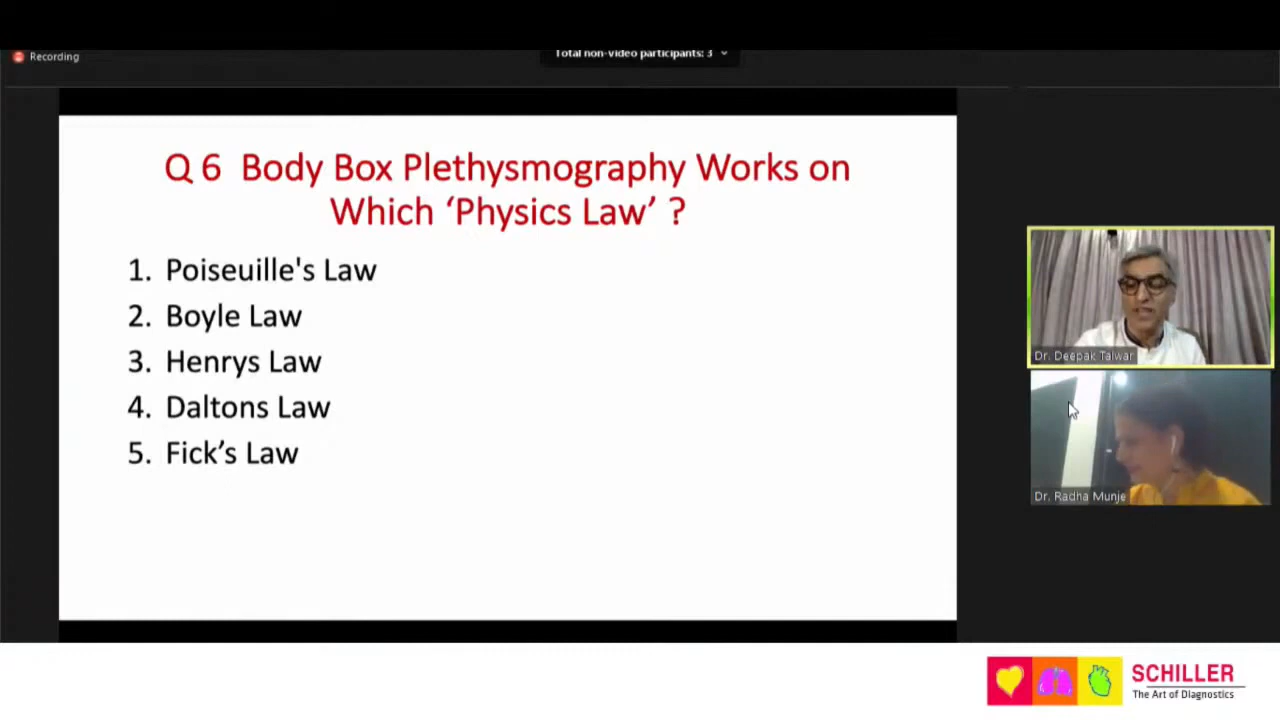 Recording
Total non-video participants: 3
Q 6 Body Box Plethysmography Works on
Which ‘Physics Law’ ?
1. Poiseuille's Law
2. Boyle Law
3. Henrys Law
4. Daltons Law
5. Fick’s Law
Dr. Deepak Talwar
Dr. Radha Munje
SCHILLER
The Art of Diagnostics